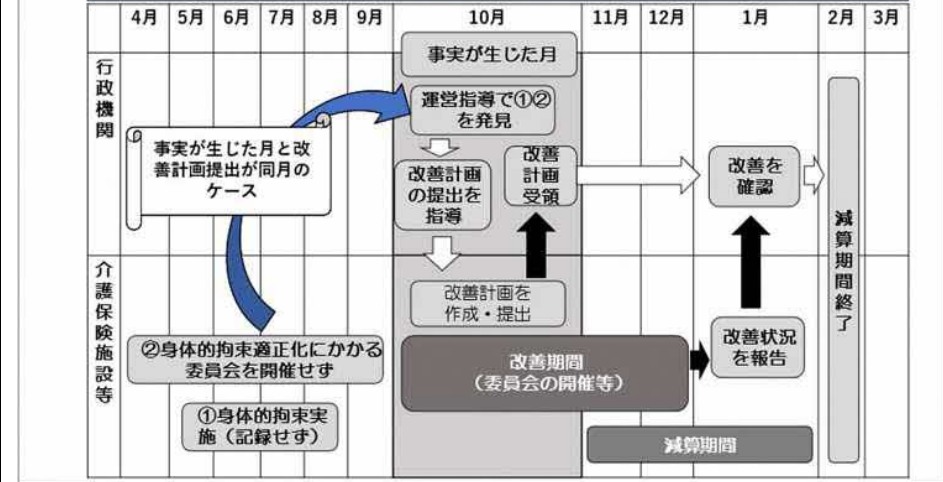 4月 5月 6月 7月 8月 9月 10月 11月 12月 1月 2月 3月
行政機関
事実が生じた月
運営指導で①②
を発見
事実が生じた月と改
善計画提出が同月の
ケース
改善計画
の提出を
指導
改善
計画
受領
改善を
確認
減算期間終了
介護保険施設等
改善計画を
作成・提出
②身体的拘束適正化にかかる
委員会を開催せず
改善期間
（委員会の開催等）
改善状況
を報告
①身体的拘束実
施（記録せず）
減算期間